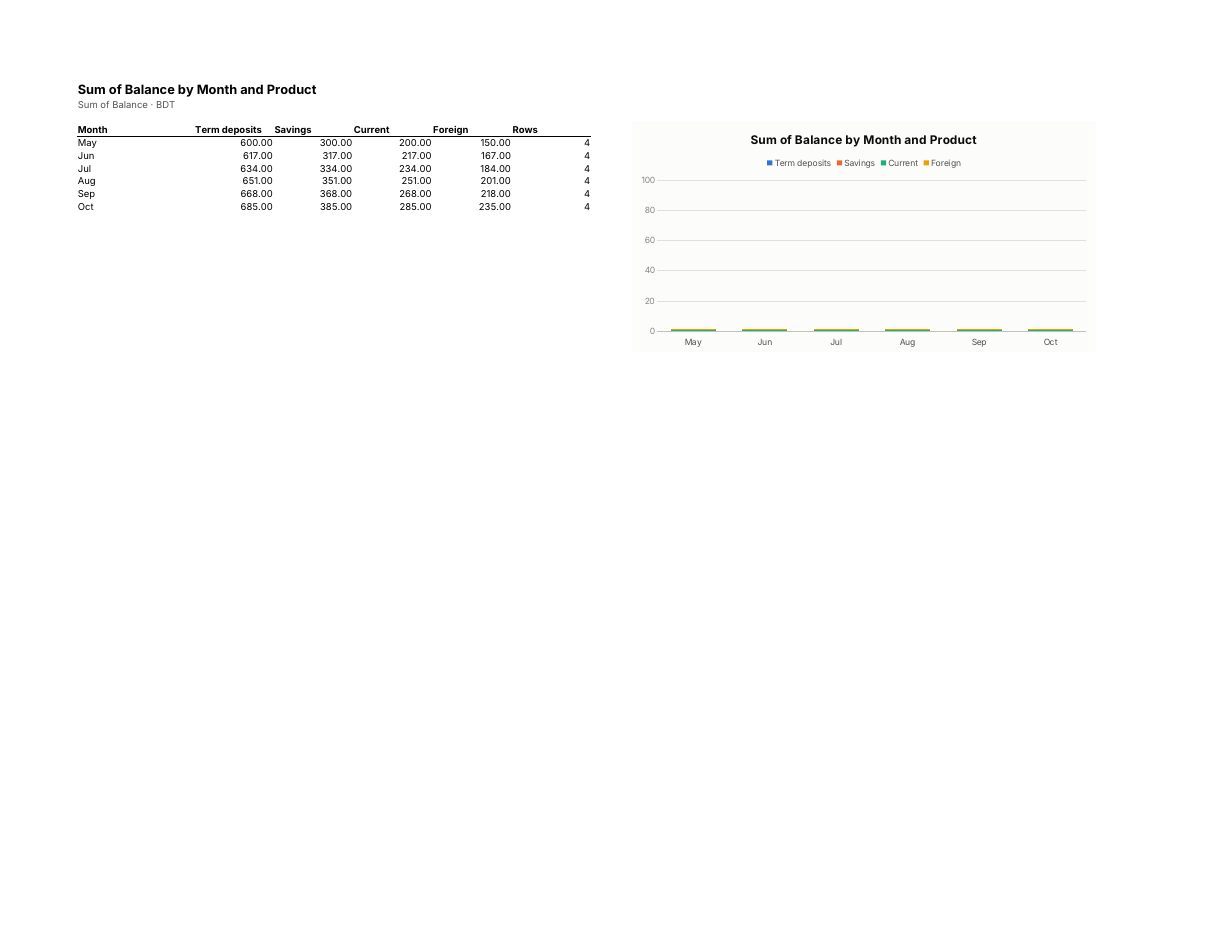 Sum of Balance by Month and Product
Sum of Balance · BDT
Month Term deposits Savings Current Foreign Rows
May 600.00 300.00 200.00 150.00 4
Jun 617.00 317.00 217.00 167.00 4
Jul 634.00 334.00 234.00 184.00 4
Aug 651.00 351.00 251.00 201.00 4
Sep 668.00 368.00 268.00 218.00 4
Oct 685.00 385.00 285.00 235.00 4
Sum of Balance by Month and Product
Term deposits Savings Current Foreign
100
80
60
40
20
0
May Jun Jul Aug Sep Oct